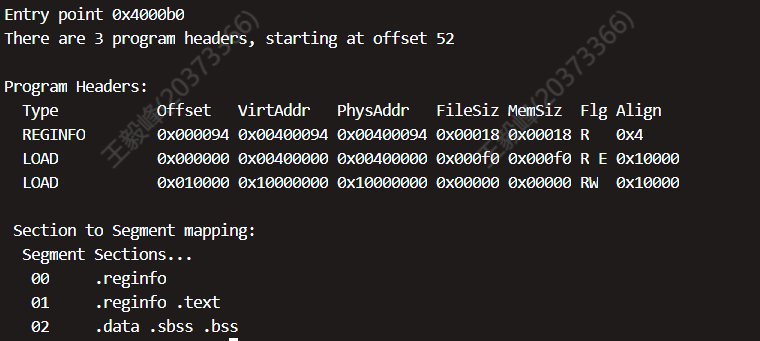 Entry point 0x4000b0
There are 3 program headers, starting at offset 52
Program Headers:
Type Offset VirtAddr PhysAddr FileSiz MemSiz Flg Align
REGINFO 0x000094 0x00400094 0x00400094 0x00018 0x00018 R 0x4
LOAD 0x000000 0x00400000 0x00400000 0x000f0 0x000f0 R E 0x10000
LOAD 0x010000 0x10000000 0x10000000 0x00000 0x00000 RW 0x10000
Section to Segment mapping:
Segment Sections...
00 .reginfo
01 .reginfo .text
02 .data .sbss .bss
王毅峰(20373366)
王毅峰(20373366)